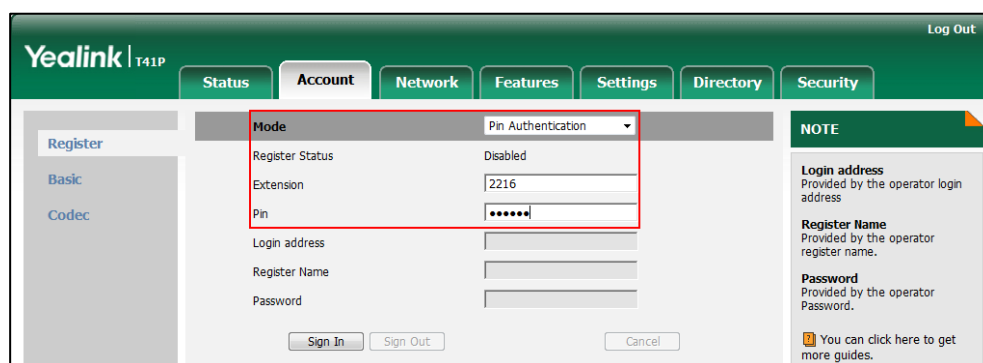 Log Out
Yealink T41P
Status Account Network Features Settings Directory Security
Register
Basic
Codec
Mode Pin Authentication
Register Status Disabled
Extension 2216
Pin ••••••
Login address
Register Name
Password
Sign In Sign Out Cancel
NOTE
Login address
Provided by the operator login
address
Register Name
Provided by the operator
register name.
Password
Provided by the operator
Password.
You can click here to get
more guides.